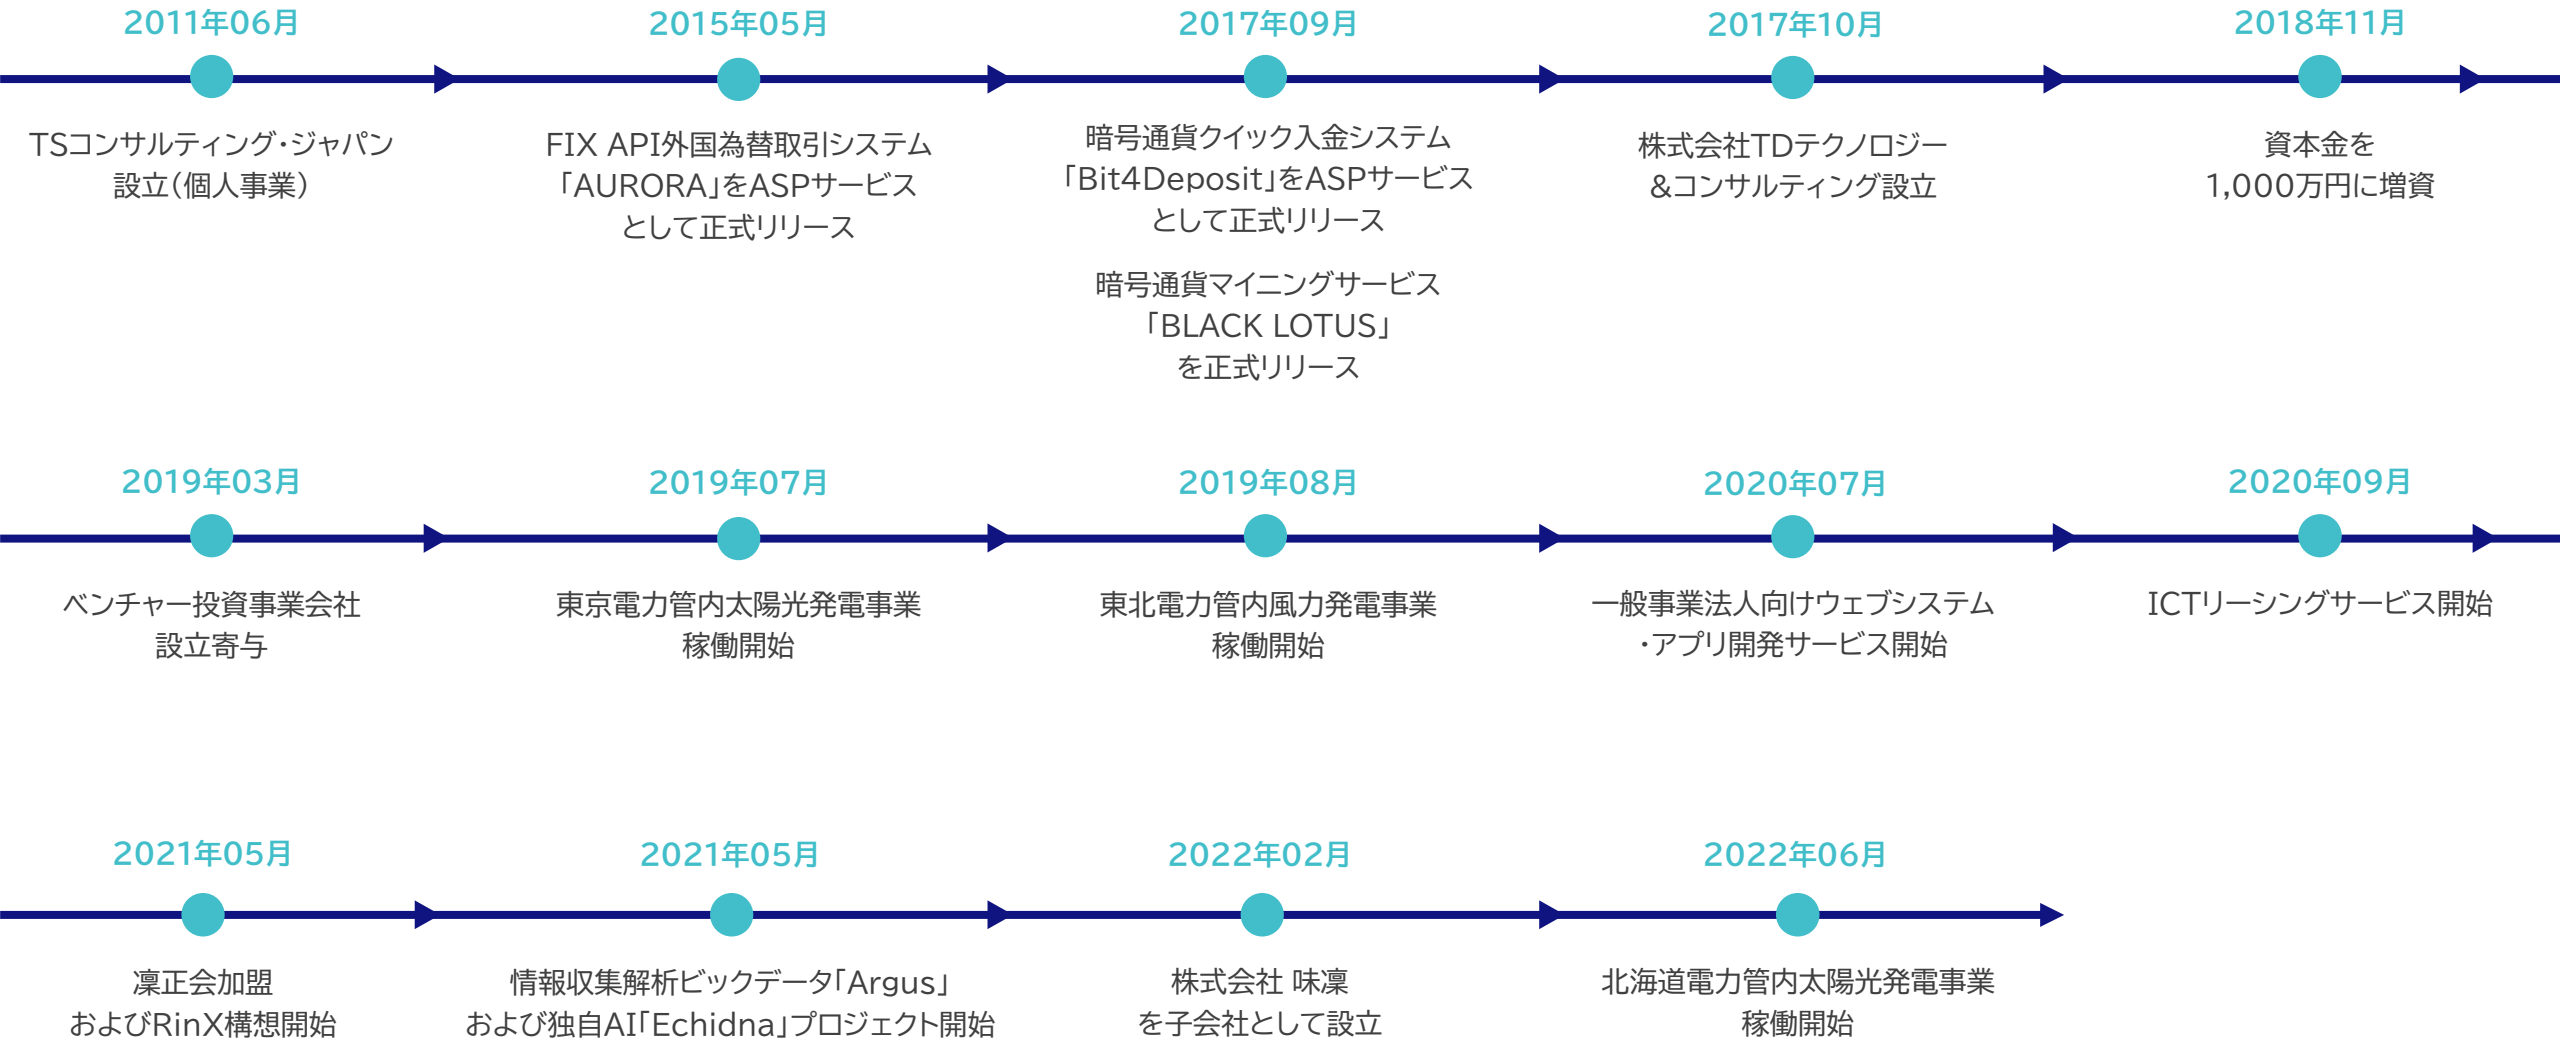 2011年06月
TSコンサルティング・ジャパン
設立(個人事業)
2015年05月
FIX API外国為替取引システム
「AURORA」をASPサービス
として正式リリース
2017年09月
暗号通貨クイック入金システム
「Bit4Deposit」をASPサービス
として正式リリース
暗号通貨マイニングサービス
「BLACK LOTUS」
を正式リリース
2017年10月
株式会社TDテクノロジー
&コンサルティング設立
2018年11月
資本金を
1,000万円に増資
2019年03月
ベンチャー投資事業会社
設立寄与
2019年07月
東京電力管内太陽光発電事業
稼働開始
2019年08月
東北電力管内風力発電事業
稼働開始
2020年07月
一般事業法人向けウェブシステム
・アプリ開発サービス開始
2020年09月
ICTリーシングサービス開始
2021年05月
凛正会加盟
およびRinX構想開始
2021年05月
情報収集解析ビックデータ「Argus」
および独自AI「Echidna」プロジェクト開始
2022年02月
株式会社 味凛
を子会社として設立
2022年06月
北海道電力管内太陽光発電事業
稼働開始